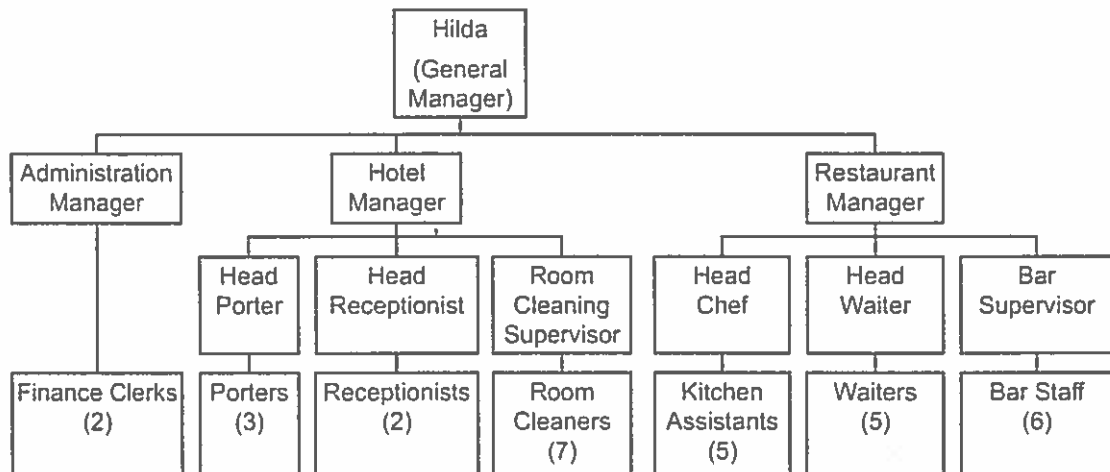 Hilda
(General
Manager)
Administration
Manager
Hotel
Manager
Restaurant
Manager
Head
Porter
Head
Receptionist
Room
Cleaning
Supervisor
Head
Chef
Head
Waiter
Bar
Supervisor
Finance Clerks
(2)
Porters
(3)
Receptionists
(2)
Room
Cleaners
(7)
Kitchen
Assistants
(5)
Waiters
(5)
Bar Staff
(6)